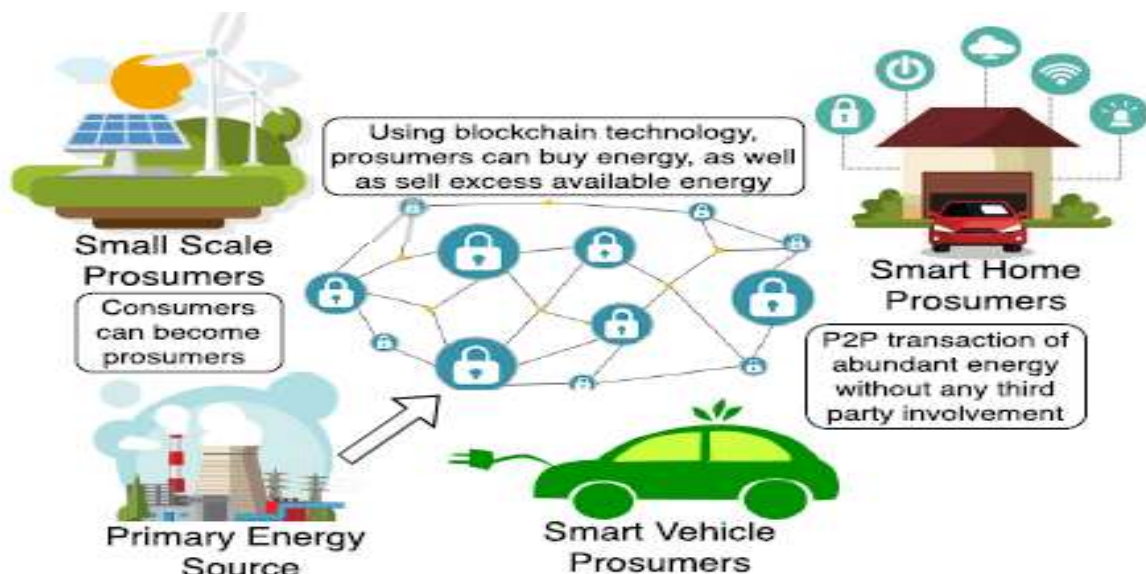 Using blockchain technology,
prosumers can buy energy, as well
as sell excess available energy
Small Scale
Prosumers
Smart Home
Prosumers
Consumers
can become
prosumers
P2P transaction of
abundant energy
without any third
party involvement
Primary Energy
Source
Smart Vehicle
Prosumers